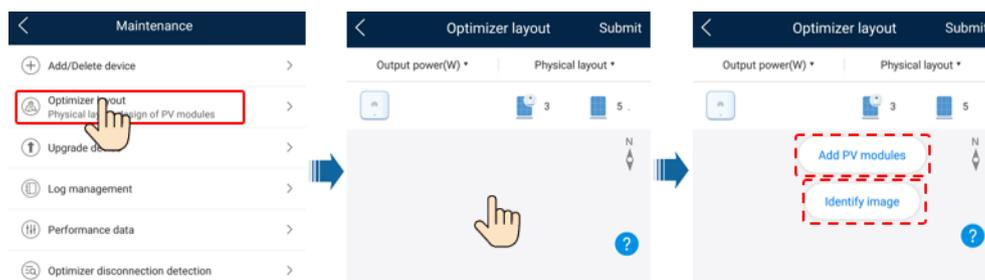 Maintenance
Add/Delete device
Optimizer layout
Physical layout design of PV modules
Upgrade device
Log management
Performance data
Optimizer disconnection detection
Optimizer layout Submit
Output power(W) Physical layout
3 5 .
N
?
Optimizer layout Submit
Output power(W) Physical layout
3 5
N
Add PV modules
Identify image
?